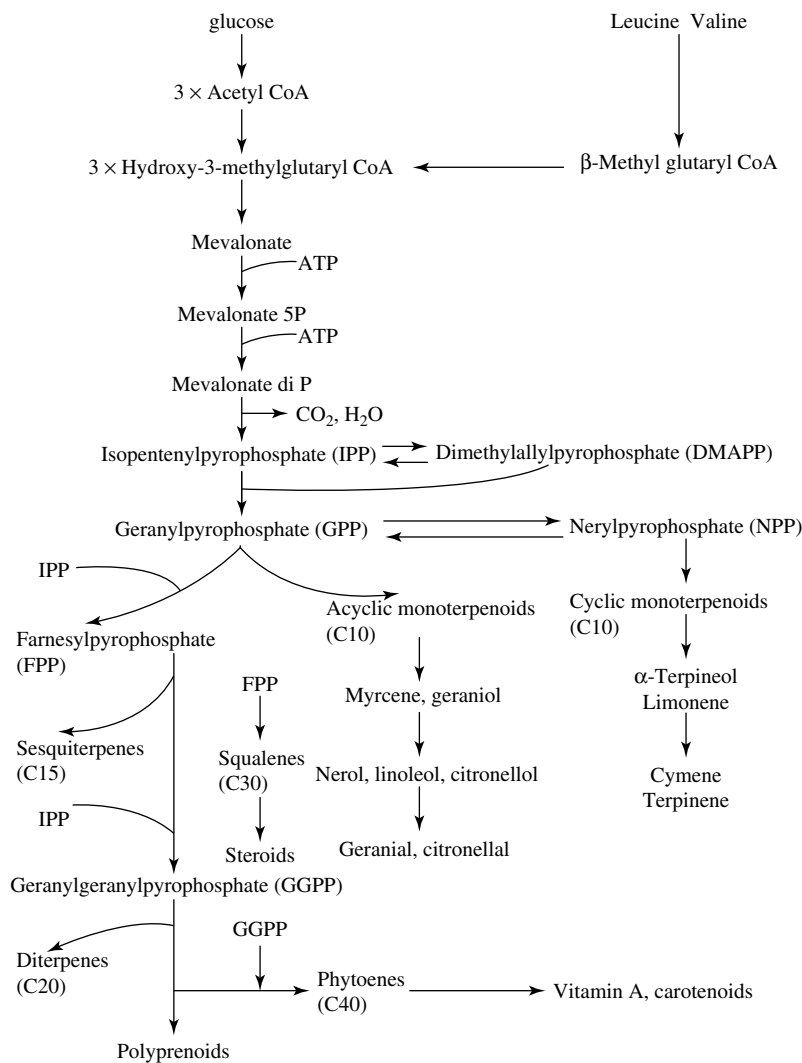 glucose
Leucine Valine
3 × Acetyl CoA
3 × Hydroxy-3-methylglutaryl CoA
β-Methyl glutaryl CoA
Mevalonate
ATP
Mevalonate 5P
ATP
Mevalonate di P
CO₂, H₂O
Isopentenylpyrophosphate (IPP)
Dimethylallylpyrophosphate (DMAPP)
Geranylpyrophosphate (GPP)
Nerylpyrophosphate (NPP)
IPP
Acyclic monoterpenoids
(C10)
Cyclic monoterpenoids
(C10)
Farnesylpyrophosphate
(FPP)
FPP
Myrcene, geraniol
α-Terpineol
Limonene
Sesquiterpenes
(C15)
Squalenes
(C30)
Nerol, linoleol, citronellol
Cymene
Terpinene
IPP
Steroids
Geranial, citronellal
Geranylgeranylpyrophosphate (GGPP)
GGPP
Diterpenes
(C20)
Phytoenes
(C40)
Vitamin A, carotenoids
Polyprenoids